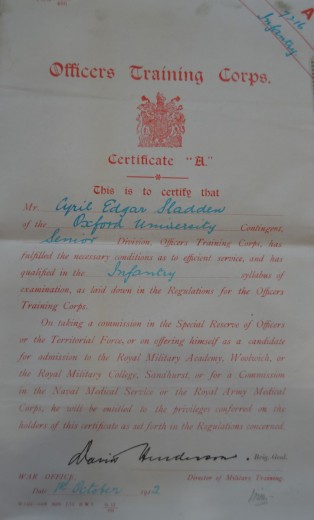 Infantry
A
Officers Training Corps.
Certificate "A."
This is to certify that
Mr. Cyril Edgar Sladden
of the Oxford University Contingent,
Senior Division, Officers Training Corps, has
fulfilled the necessary conditions as to efficient service, and has
qualified in the Infantry syllabus of
examination, as laid down in the Regulations for the Officers
Training Corps.
On taking a commission in the Special Reserve of Officers
or the Territorial Force, or on offering himself as a candidate
for admission to the Royal Military Academy, Woolwich, or
the Royal Military College, Sandhurst, or for a Commission
in the Naval Medical Service or the Royal Army Medical
Corps, he will be entitled to the privileges conferred on the
holders of this certificate as set forth in the Regulations concerned.
David Henderson, Brig. Genl.
WAR OFFICE, Director of Military Training.
Date 1st October 1912